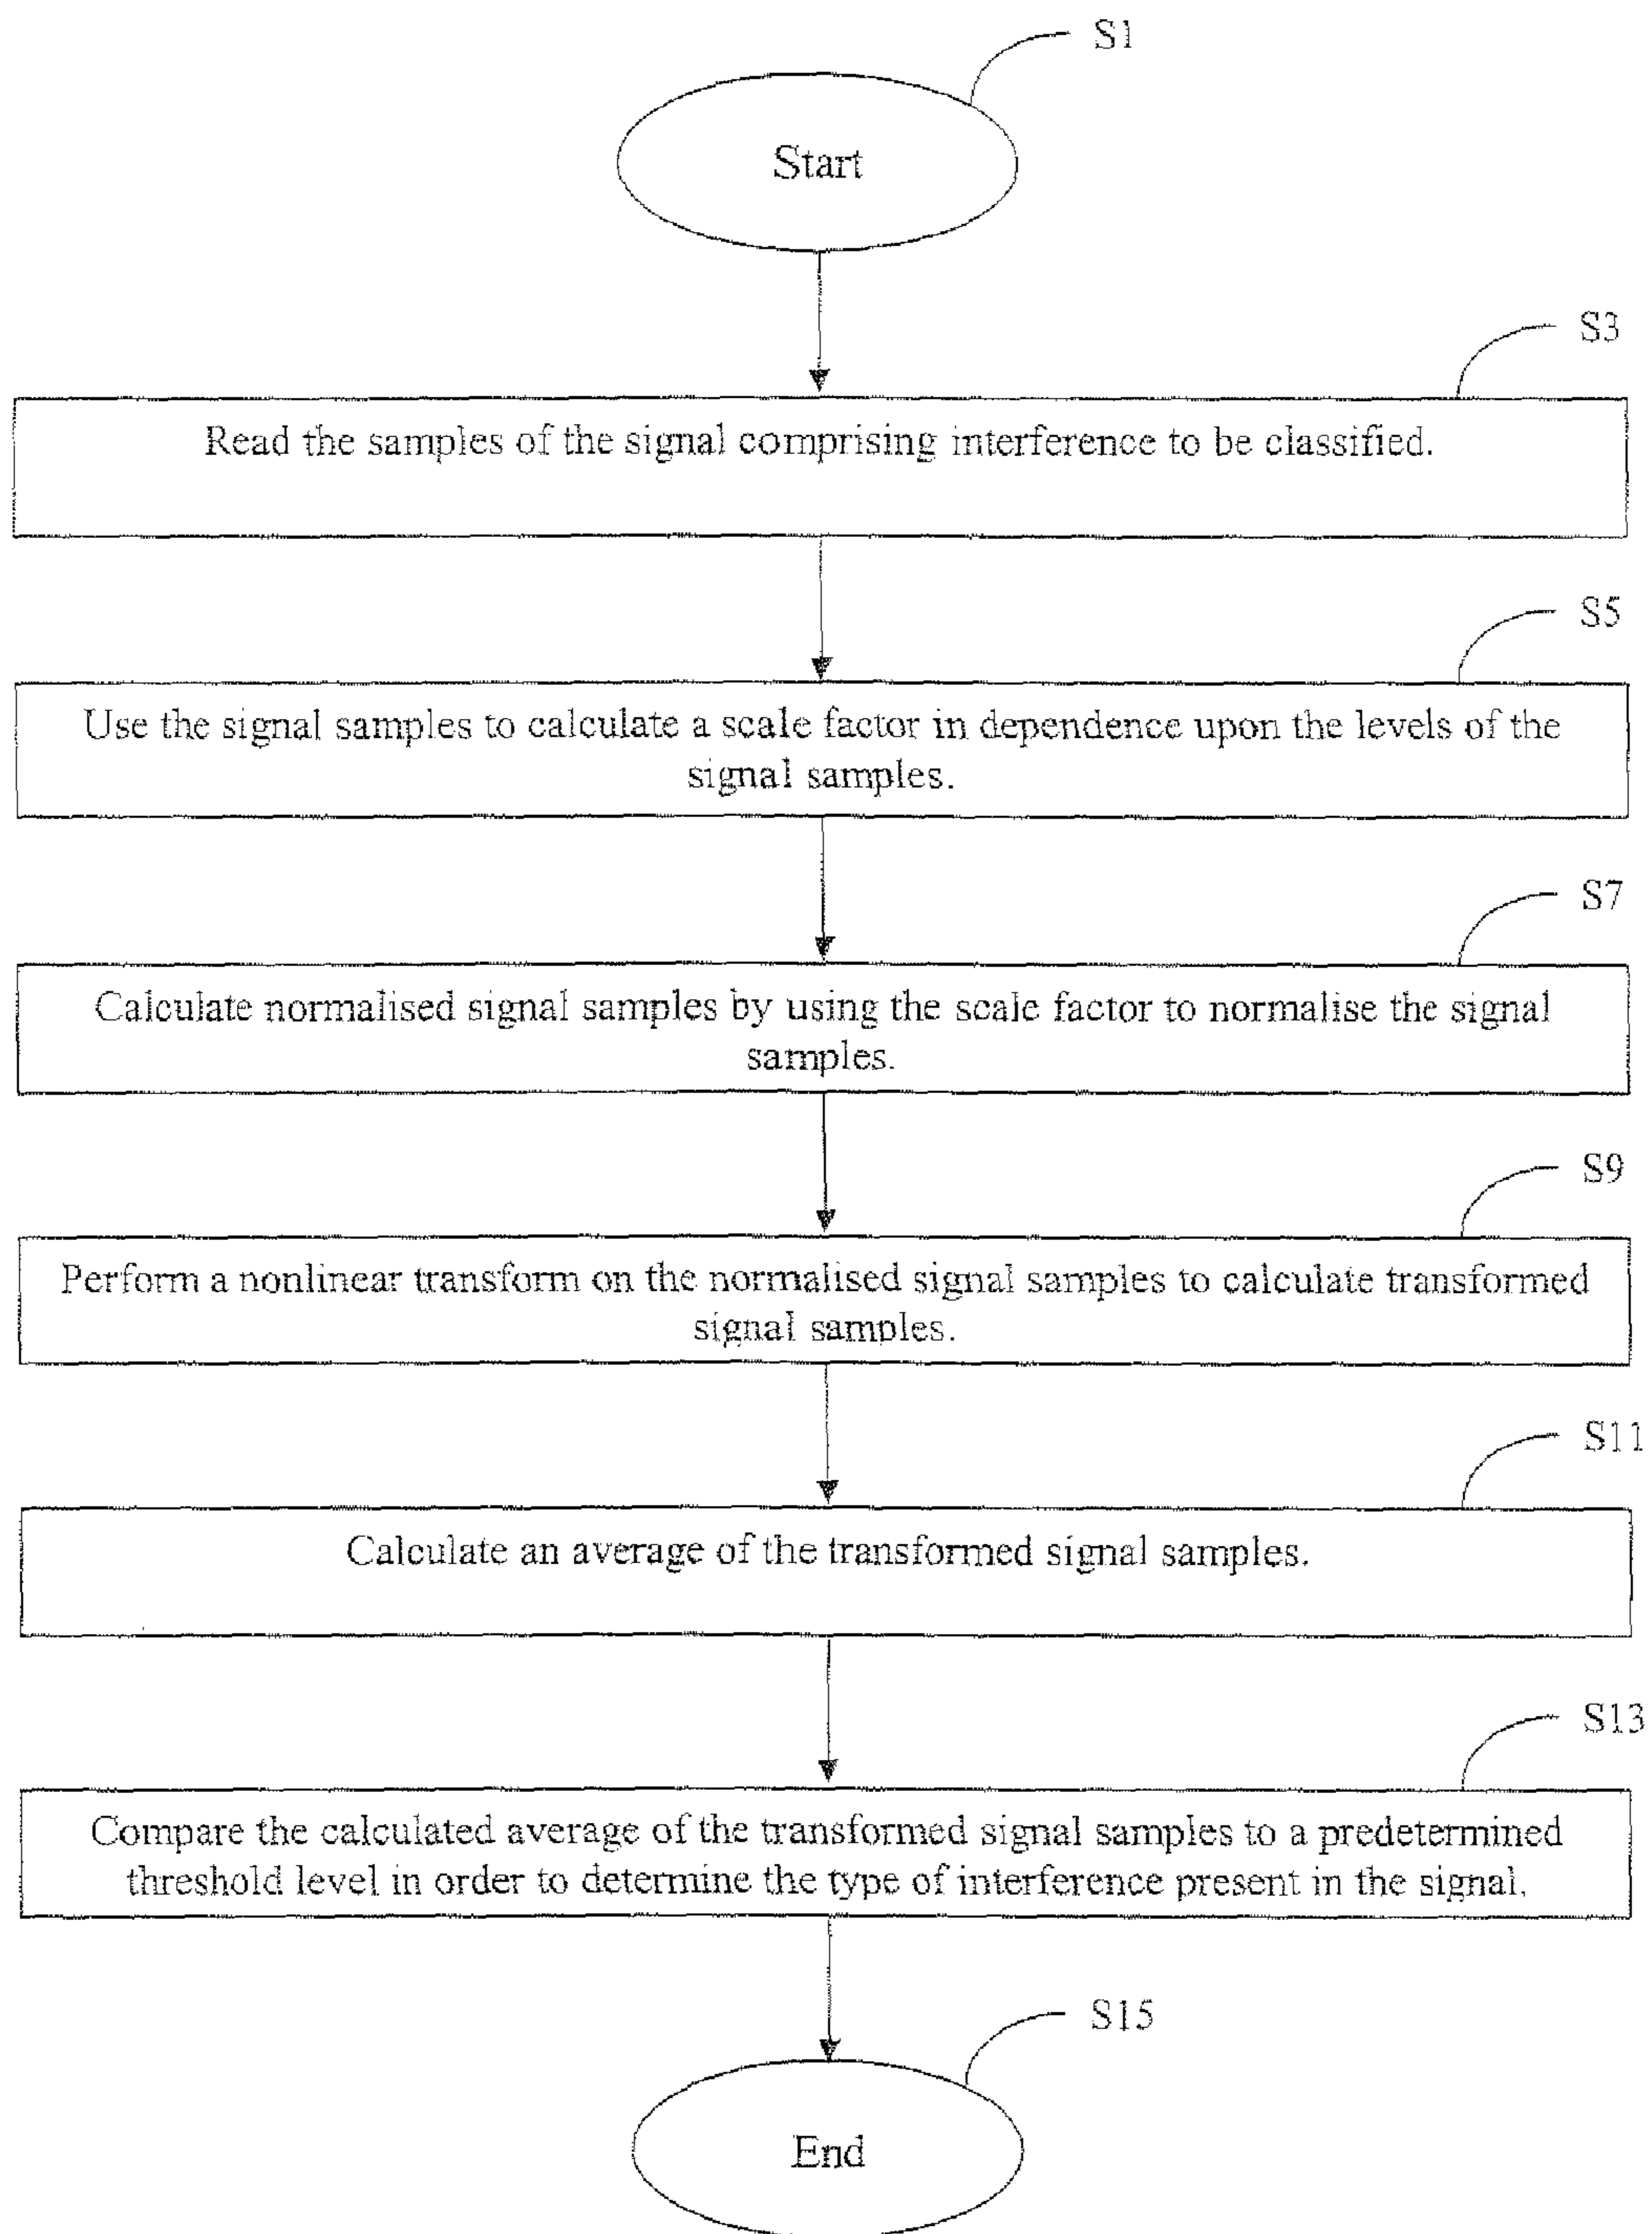 S1
Start
S3
Read the samples of the signal comprising interference to be classified.
S5
Use the signal samples to calculate a scale factor in dependence upon the levels of the
signal samples.
S7
Calculate normalised signal samples by using the scale factor to normalise the signal
samples.
S9
Perform a nonlinear transform on the normalised signal samples to calculate transformed
signal samples.
S11
Calculate an average of the transformed signal samples.
S13
Compare the calculated average of the transformed signal samples to a predetermined
threshold level in order to determine the type of interference present in the signal.
S15
End